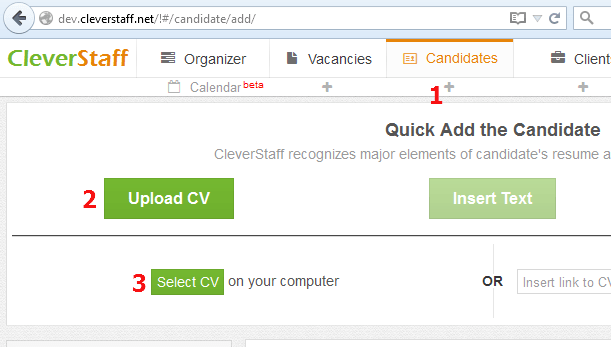 dev.cleverstaff.net/!#/candidate/add/
CleverStaff Organizer Vacancies Candidates Client
Calendar beta + 1 + +
Quick Add the Candidate
CleverStaff recognizes major elements of candidate's resume a
2 Upload CV Insert Text
3 Select CV on your computer OR Insert link to CV